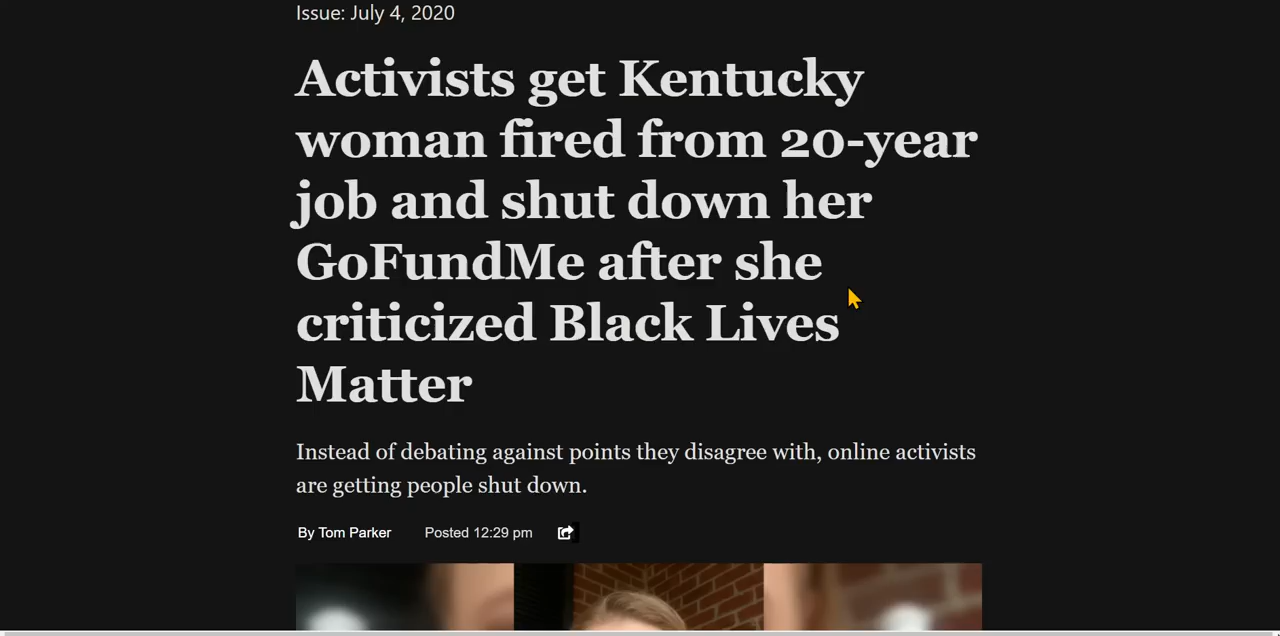 Issue: July 4, 2020
Activists get Kentucky
woman fired from 20-year
job and shut down her
GoFundMe after she
criticized Black Lives
Matter
Instead of debating against points they disagree with, online activists
are getting people shut down.
By Tom Parker Posted 12:29 pm